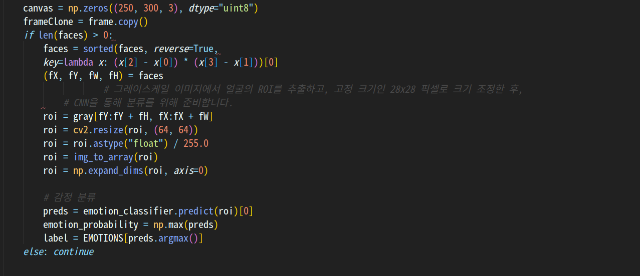 canvas = np.zeros((250, 300, 3), dtype="uint8")
frameClone = frame.copy()
if len(faces) > 0:
faces = sorted(faces, reverse=True,
key=lambda x: (x[2] - x[0]) * (x[3] - x[1]))[0]
(fX, fY, fW, fH) = faces
# 그레이스케일 이미지에서 얼굴의 ROI를 추출하고, 고정 크기인 28x28 픽셀로 크기 조정한 후,
# CNN을 통해 분류를 위해 준비합니다.
roi = gray[fY:fY + fH, fX:fX + fW]
roi = cv2.resize(roi, (64, 64))
roi = roi.astype("float") / 255.0
roi = img_to_array(roi)
roi = np.expand_dims(roi, axis=0)
# 감정 분류
preds = emotion_classifier.predict(roi)[0]
emotion_probability = np.max(preds)
label = EMOTIONS[preds.argmax()]
else: continue